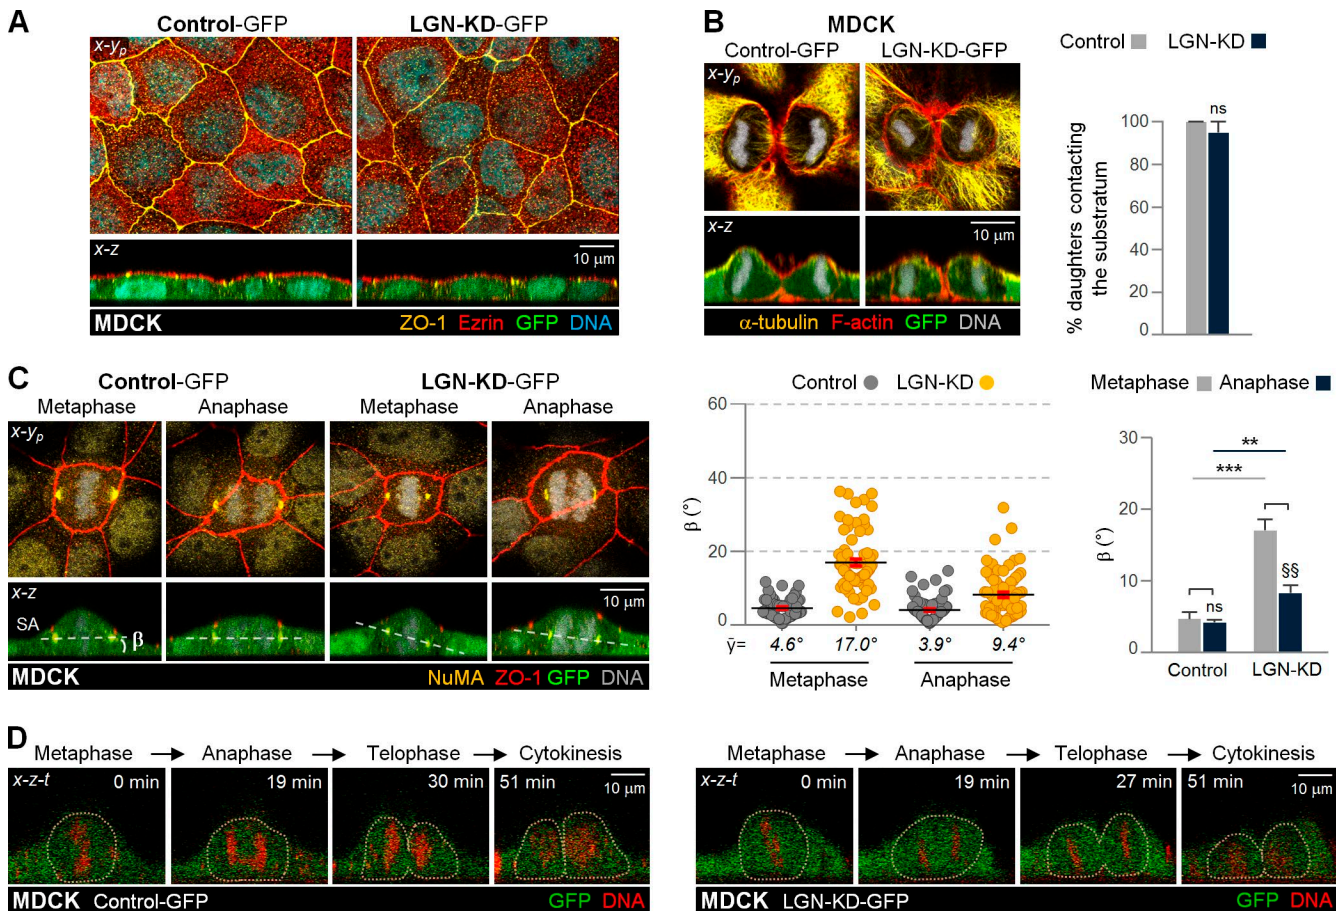 A
Control-GFP
LGN-KD-GFP
x-yp
x-z
10 µm
MDCK
ZO-1 Ezrin GFP DNA
B
MDCK
Control-GFP
LGN-KD-GFP
x-yp
x-z
10 µm
α-tubulin F-actin GFP DNA
Control
LGN-KD
% daughters contacting
the substratum
100
80
60
40
20
0
ns
C
Control-GFP
LGN-KD-GFP
Metaphase
Anaphase
Metaphase
Anaphase
x-yp
x-z
SA
β
10 µm
MDCK
NuMA ZO-1 GFP DNA
Control
LGN-KD
β (°)
60
40
20
0
ȳ= 4.6° 17.0° 3.9° 9.4°
Metaphase
Anaphase
Metaphase
Anaphase
β (°)
30
20
10
0
**
***
ns
§§
Control
LGN-KD
D
Metaphase
Anaphase
Telophase
Cytokinesis
x-z-t
0 min
19 min
30 min
51 min
10 µm
MDCK Control-GFP
GFP DNA
Metaphase
Anaphase
Telophase
Cytokinesis
x-z-t
0 min
19 min
27 min
51 min
10 µm
MDCK LGN-KD-GFP
GFP DNA